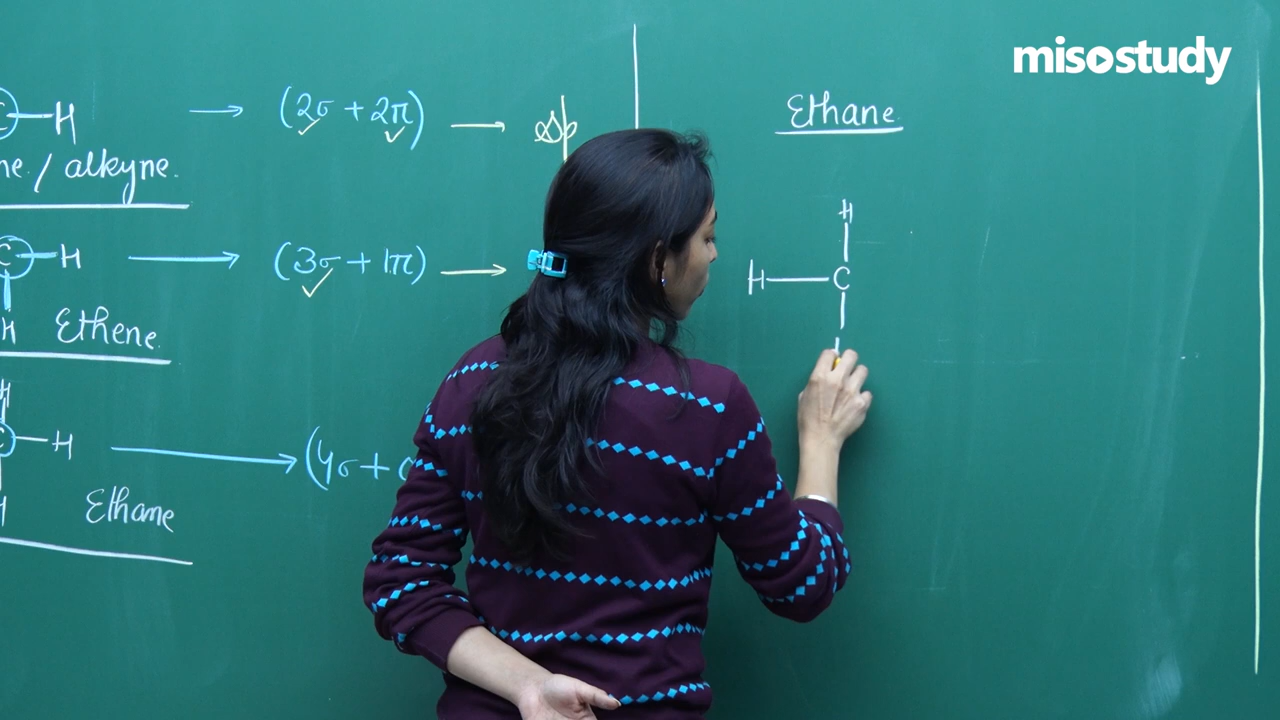 misostudy
C—H → (2σ + 2π) → Sp
ne / alkyne.
C—H → (3σ + 1π) →
H Ethene.
H
C—H → (4σ +
H Ethane
Ethane
H
H—C